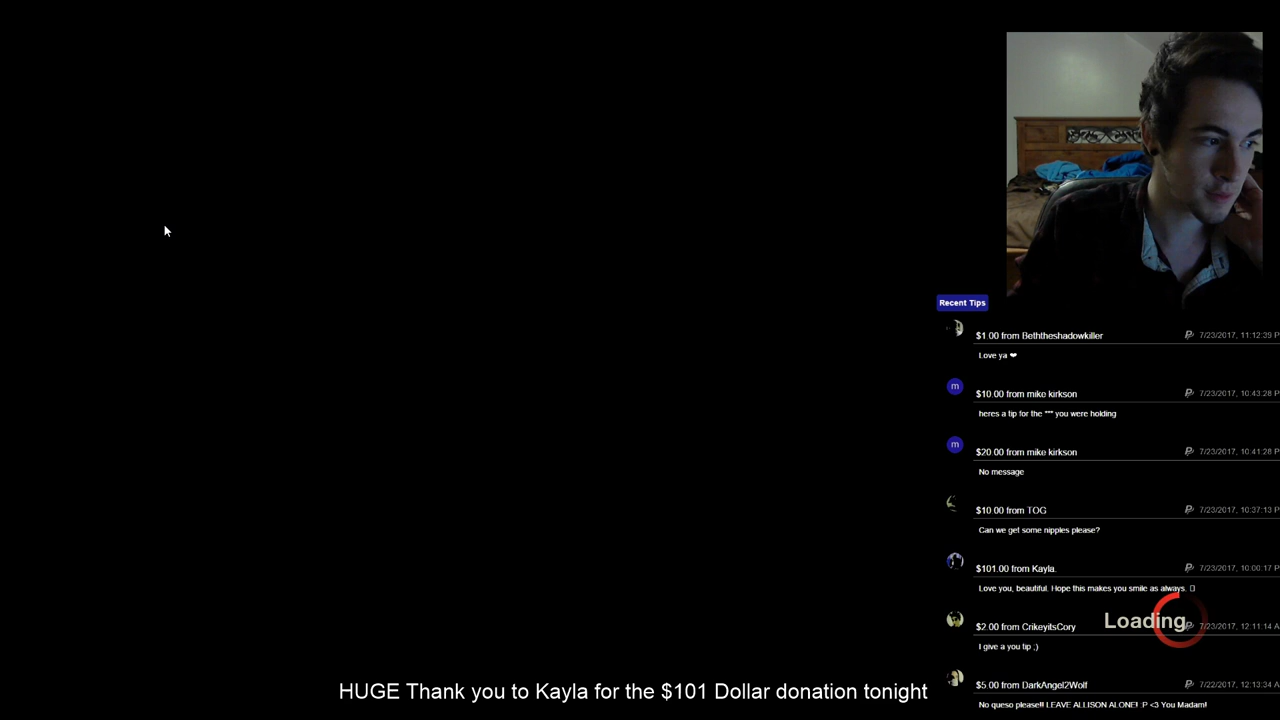 Recent Tips
$1.00 from Beththeshadowkiller 7/23/2017, 11:12:39 P
Love ya ❤
m
$10.00 from mike kirkson 7/23/2017, 10:43:28 P
heres a tip for the *** you were holding
m
$20.00 from mike kirkson 7/23/2017, 10:41:28 P
No message
$10.00 from TOG 7/23/2017, 10:37:13 P
Can we get some nipples please?
$101.00 from Kayla. 7/23/2017, 10:00:17 P
Love you, beautiful. Hope this makes you smile as always.
Loading
$2.00 from CrikeyitsCory 7/23/2017, 12:11:14 A
I give a you tip ;)
$5.00 from DarkAngel2Wolf 7/22/2017, 12:13:34 A
No queso please!! LEAVE ALLISON ALONE! :P <3 You Madam!
HUGE Thank you to Kayla for the $101 Dollar donation tonight